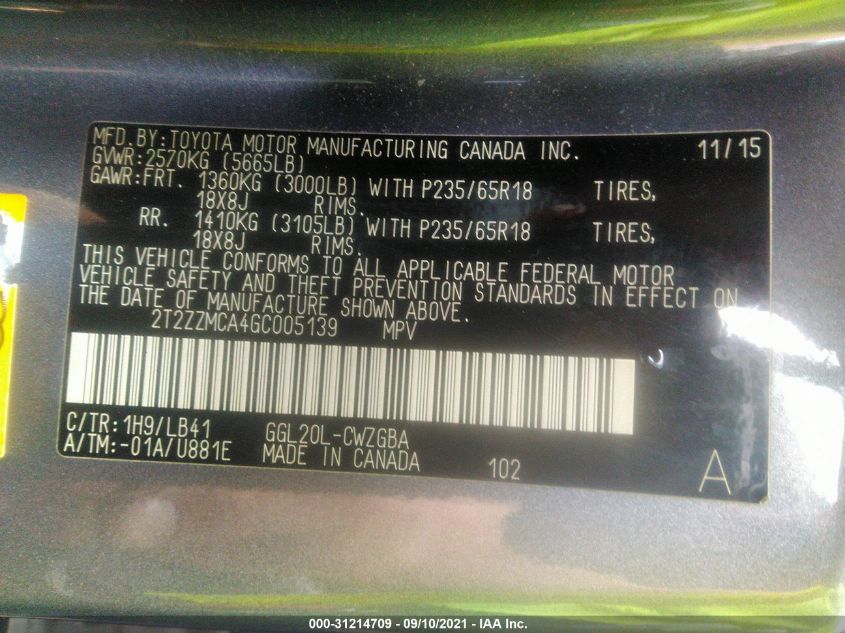 MFD.BY:TOYOTA MOTOR MANUFACTURING CANADA INC. 11/15
GVWR:2570KG (5665LB)
GAWR:FRT. 1360KG (3000LB) WITH P235/65R18 TIRES,
18X8J RIMS.
RR. 1410KG (3105LB) WITH P235/65R18 TIRES,
18X8J RIMS.
THIS VEHICLE CONFORMS TO ALL APPLICABLE FEDERAL MOTOR
VEHICLE SAFETY AND THEFT PREVENTION STANDARDS IN EFFECT ON
THE DATE OF MANUFACTURE SHOWN ABOVE.
2T2ZZMCA4GC005139 MPV
C/TR:1H9/LB41 GGL20L-CWZGBA
A/TM:-01A/U881E MADE IN CANADA 102 A
000-31214709 - 09/10/2021 - IAA Inc.